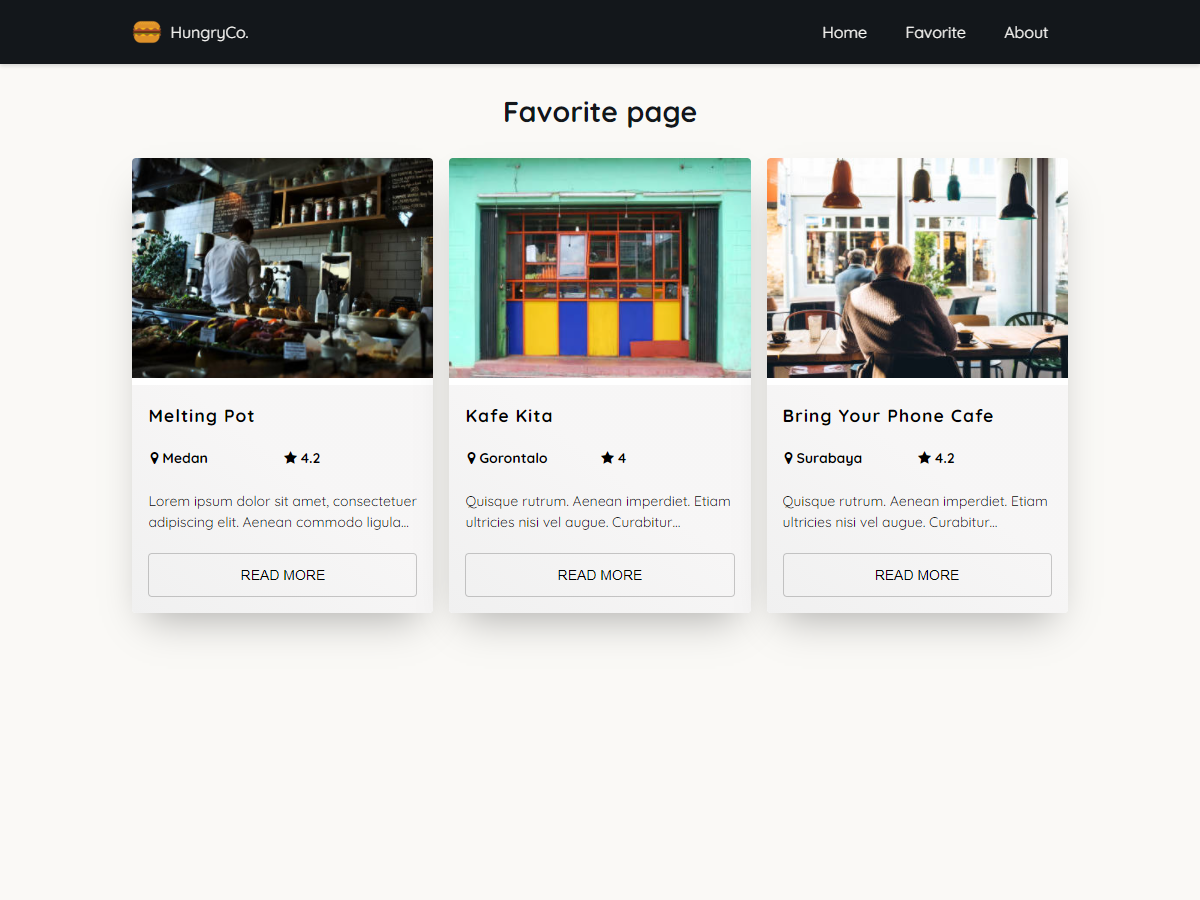 HungryCo.
Home
Favorite
About
Favorite page
Melting Pot
Medan
4.2
Lorem ipsum dolor sit amet, consectetuer
adipiscing elit. Aenean commodo ligula...
READ MORE
Kafe Kita
Gorontalo
4
Quisque rutrum. Aenean imperdiet. Etiam
ultricies nisi vel augue. Curabitur...
READ MORE
Bring Your Phone Cafe
Surabaya
4.2
Quisque rutrum. Aenean imperdiet. Etiam
ultricies nisi vel augue. Curabitur...
READ MORE